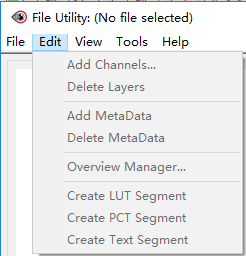 File Utility: (No file selected)
File Edit View Tools Help
Add Channels...
Delete Layers
Add MetaData
Delete MetaData
Overview Manager...
Create LUT Segment
Create PCT Segment
Create Text Segment